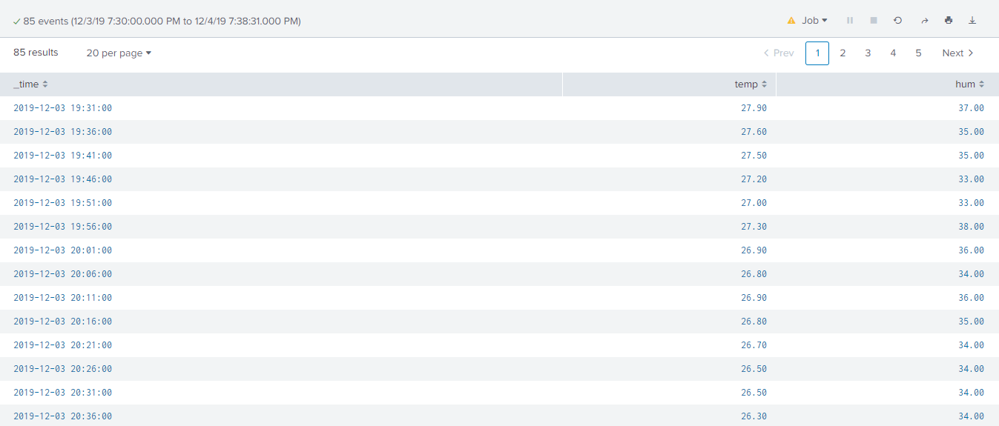 85 events (12/3/19 7:30:00.000 PM to 12/4/19 7:38:31.000 PM) Job
85 results 20 per page Prev 1 2 3 4 5 Next
_time temp hum
2019-12-03 19:31:00 27.90 37.00
2019-12-03 19:36:00 27.60 35.00
2019-12-03 19:41:00 27.50 35.00
2019-12-03 19:46:00 27.20 33.00
2019-12-03 19:51:00 27.00 33.00
2019-12-03 19:56:00 27.30 38.00
2019-12-03 20:01:00 26.90 36.00
2019-12-03 20:06:00 26.80 34.00
2019-12-03 20:11:00 26.90 36.00
2019-12-03 20:16:00 26.80 35.00
2019-12-03 20:21:00 26.70 34.00
2019-12-03 20:26:00 26.50 34.00
2019-12-03 20:31:00 26.50 34.00
2019-12-03 20:36:00 26.30 34.00